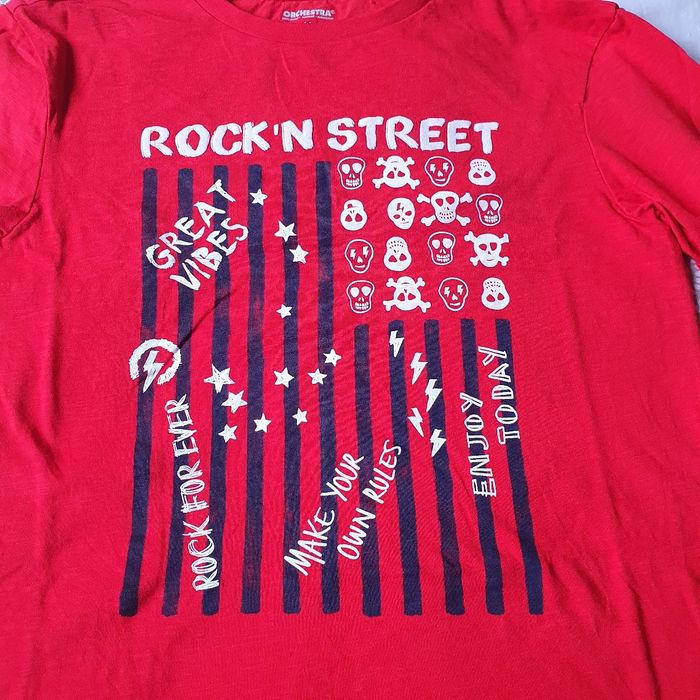 ORCHESTRA
ROCK'N STREET
GREAT
VIBES
ROCK FOR EVER
MAKE YOUR
OWN RULES
ENJOY
TODAY